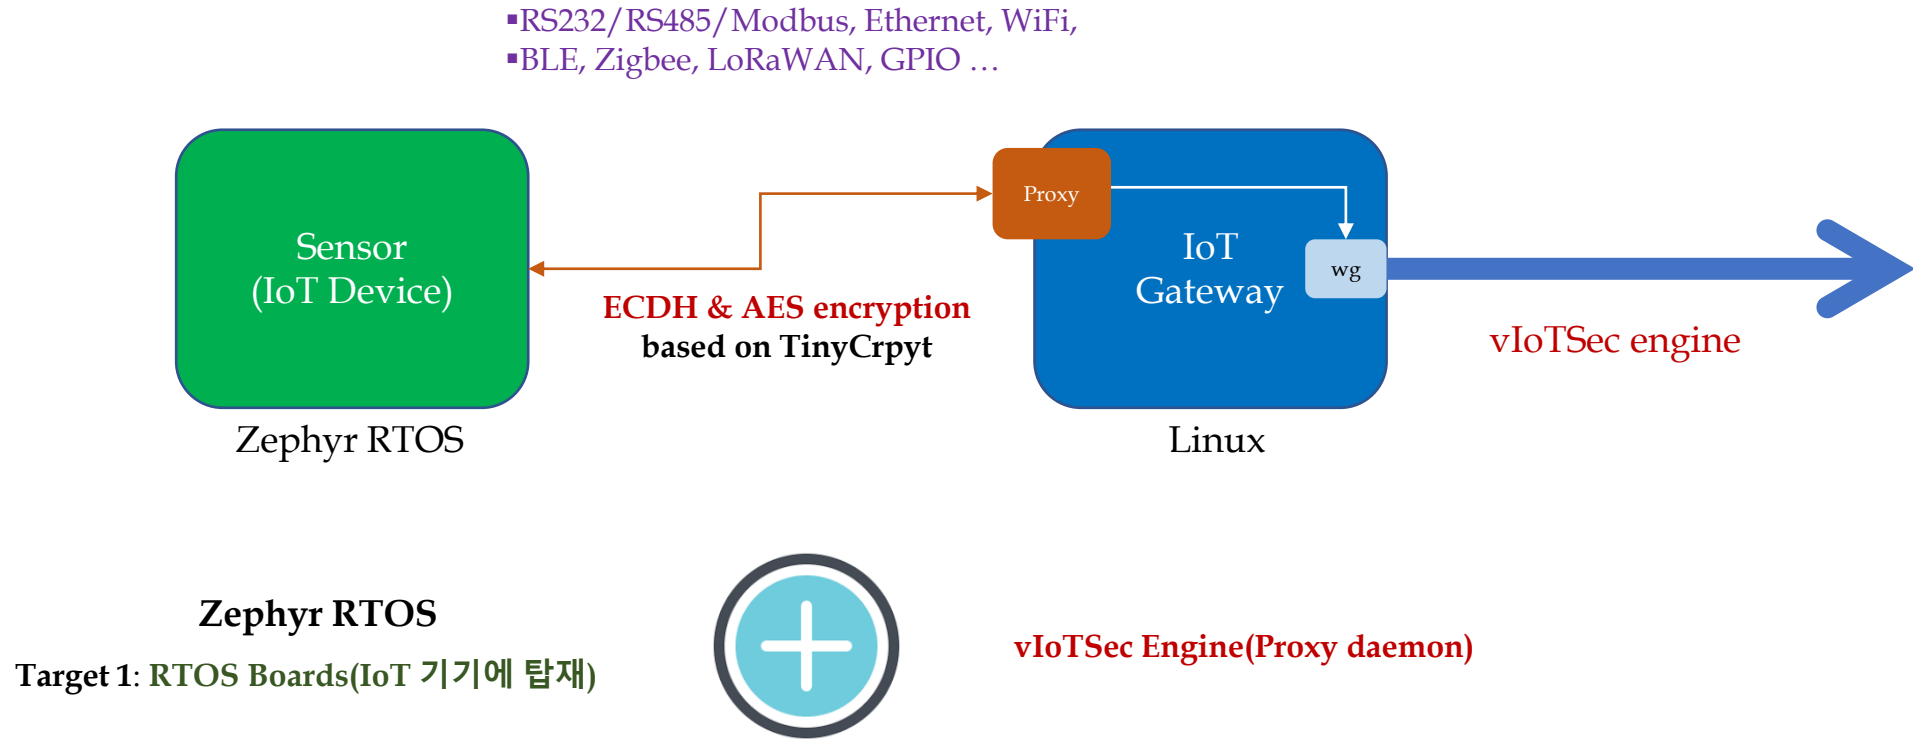 ▪RS232/RS485/Modbus, Ethernet, WiFi,
▪BLE, Zigbee, LoRaWAN, GPIO …
Sensor
(IoT Device)
Proxy
IoT
Gateway
wg
ECDH & AES encryption
based on TinyCrpyt
vIoTSec engine
Zephyr RTOS
Linux
Zephyr RTOS
Target 1: RTOS Boards(IoT 기기에 탑재)
vIoTSec Engine(Proxy daemon)